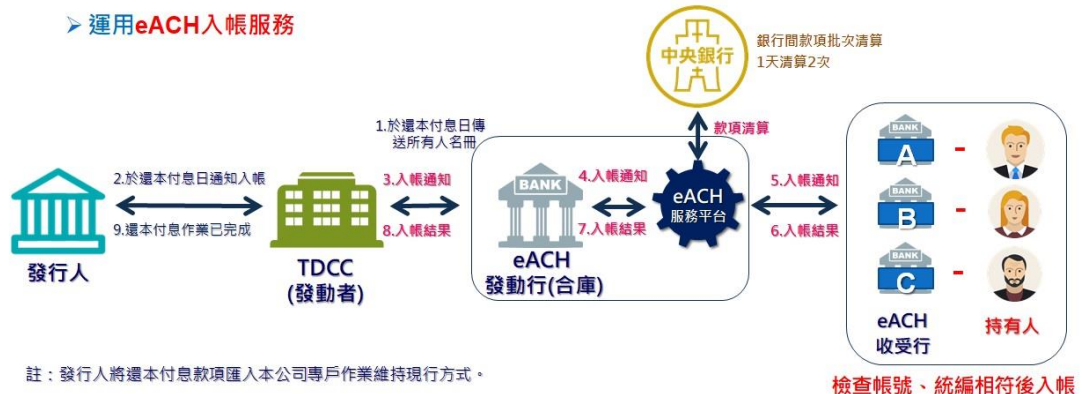 ➢ 運用eACH入帳服務
中央銀行
銀行間款項批次清算
1天清算2次
款項清算
1.於還本付息日傳
送所有人名冊
2.於還本付息日通知入帳
9.還本付息作業已完成
發行人
TDCC
(發動者)
3.入帳通知
8.入帳結果
BANK
eACH
發動行(合庫)
4.入帳通知
7.入帳結果
eACH
服務平台
5.入帳通知
6.入帳結果
BANK
A
BANK
B
BANK
C
eACH
收受行
持有人
註：發行人將還本付息款項匯入本公司專戶作業維持現行方式。
檢查帳號、統編相符後入帳